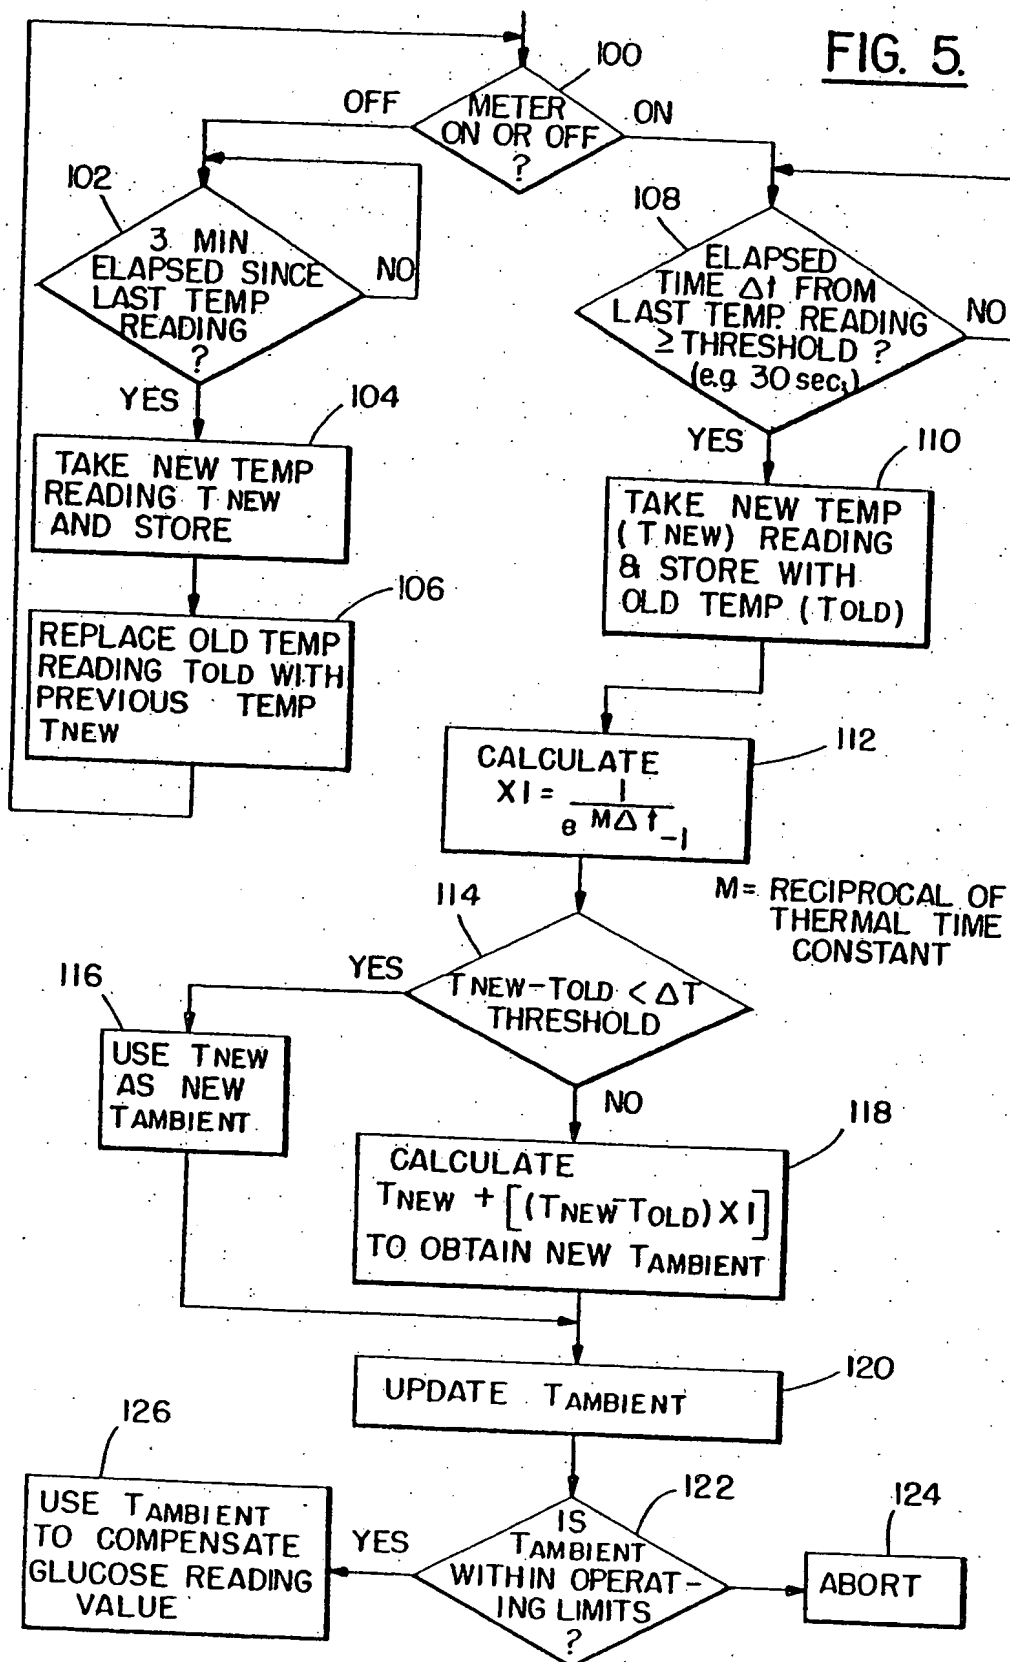 FIG. 5.
100
METER
ON OR OFF
?
OFF
ON
102
3 MIN
ELAPSED SINCE
LAST TEMP
READING
?
NO
YES
104
TAKE NEW TEMP
READING TNEW
AND STORE
106
REPLACE OLD TEMP
READING TOLD WITH
PREVIOUS TEMP
TNEW
108
ELAPSED
TIME Δt FROM
LAST TEMP. READING
≥ THRESHOLD ?
(e.g. 30 sec.)
NO
YES
110
TAKE NEW TEMP
(TNEW) READING
& STORE WITH
OLD TEMP (TOLD)
112
CALCULATE
X1 = 1
e MΔt -1
M = RECIPROCAL OF
THERMAL TIME
CONSTANT
114
TNEW-TOLD < ΔT
THRESHOLD
YES
NO
116
USE TNEW
AS NEW
TAMBIENT
118
CALCULATE
TNEW + [(TNEW-TOLD) X1]
TO OBTAIN NEW TAMBIENT
120
UPDATE TAMBIENT
122
IS
TAMBIENT
WITHIN OPERAT-
ING LIMITS
?
YES
124
ABORT
126
USE TAMBIENT
TO COMPENSATE
GLUCOSE READING
VALUE